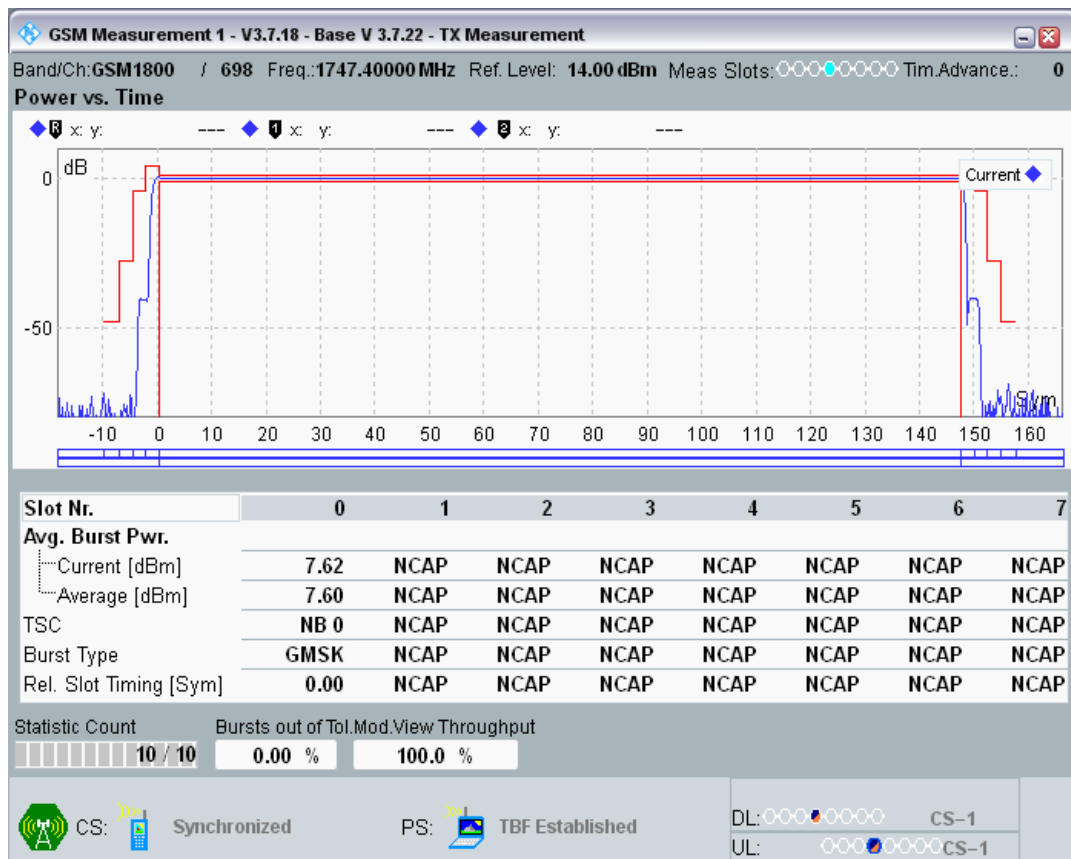 GSM Measurement 1 - V3.7.18 - Base V 3.7.22 - TX Measurement
Band/Ch:GSM1800 / 698 Freq.:1747.40000 MHz Ref. Level: 14.00 dBm Meas Slots: Tim.Advance.: 0
Power vs. Time
R x: y: --- 1 x: y: --- 2 x: y: ---
dB
Current
0
-50
Sym
-10 0 10 20 30 40 50 60 70 80 90 100 110 120 130 140 150 160
Slot Nr. 0 1 2 3 4 5 6 7
Avg. Burst Pwr.
Current [dBm] 7.62 NCAP NCAP NCAP NCAP NCAP NCAP NCAP
Average [dBm] 7.60 NCAP NCAP NCAP NCAP NCAP NCAP NCAP
TSC NB 0 NCAP NCAP NCAP NCAP NCAP NCAP NCAP
Burst Type GMSK NCAP NCAP NCAP NCAP NCAP NCAP NCAP
Rel. Slot Timing [Sym] 0.00 NCAP NCAP NCAP NCAP NCAP NCAP NCAP
Statistic Count Bursts out of Tol.Mod.View Throughput
10 / 10 0.00 % 100.0 %
CS: Synchronized PS: TBF Established
DL: CS-1
UL: CS-1